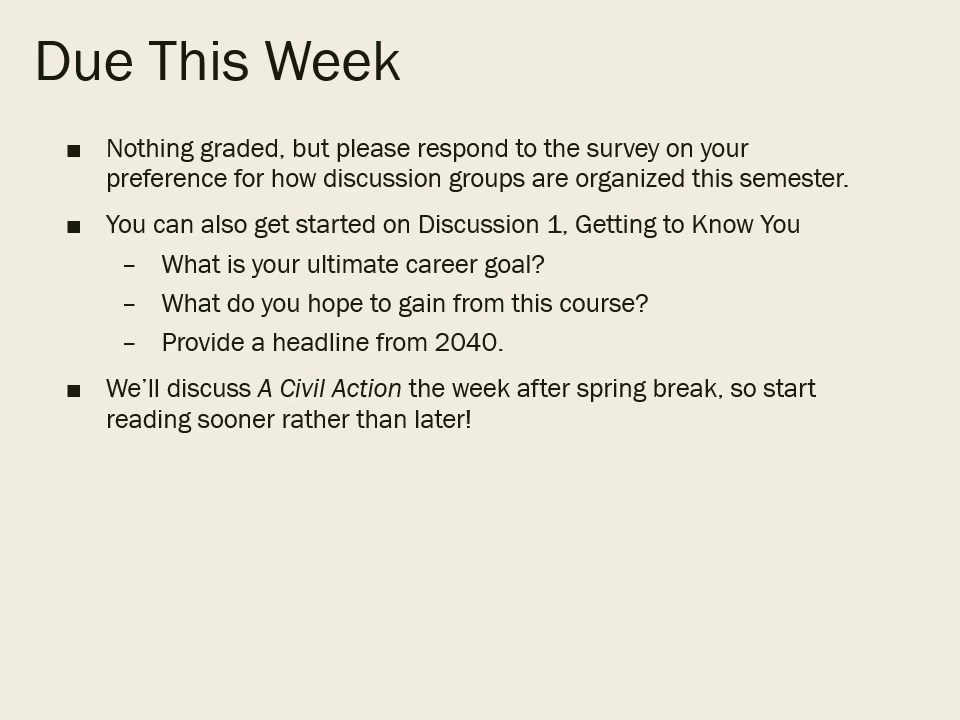 Due This Week
■ Nothing graded, but please respond to the survey on your
preference for how discussion groups are organized this semester.
■ You can also get started on Discussion 1, Getting to Know You
– What is your ultimate career goal?
– What do you hope to gain from this course?
– Provide a headline from 2040.
■ We’ll discuss A Civil Action the week after spring break, so start
reading sooner rather than later!